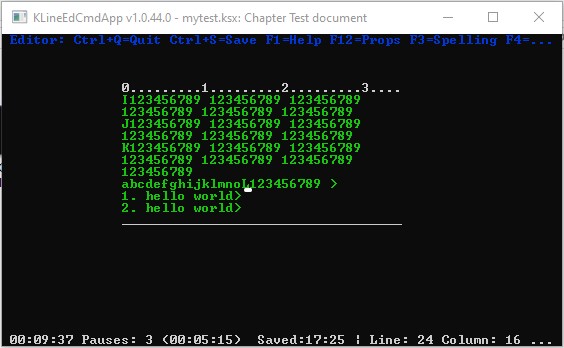 KLineEdCmdApp v1.0.44.0 - mytest.ksx: Chapter Test document
Editor: Ctrl+Q=Quit Ctrl+S=Save F1=Help F12=Props F3=Spelling F4=...
0.........1.........2.........3....
I123456789 123456789 123456789
123456789 123456789 123456789
J123456789 123456789 123456789
123456789 123456789 123456789
K123456789 123456789 123456789
123456789 123456789 123456789
123456789
abcdefghijklmnoL123456789 >
1. hello world>
2. hello world>
00:09:37 Pauses: 3 (00:05:15) Saved:17:25 | Line: 24 Column: 16 ...